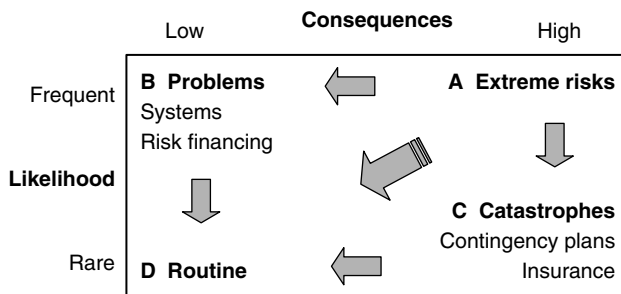 Consequences
Low High
Frequent
B Problems
Systems
Risk financing
A Extreme risks
Likelihood
C Catastrophes
Contingency plans
Insurance
Rare
D Routine